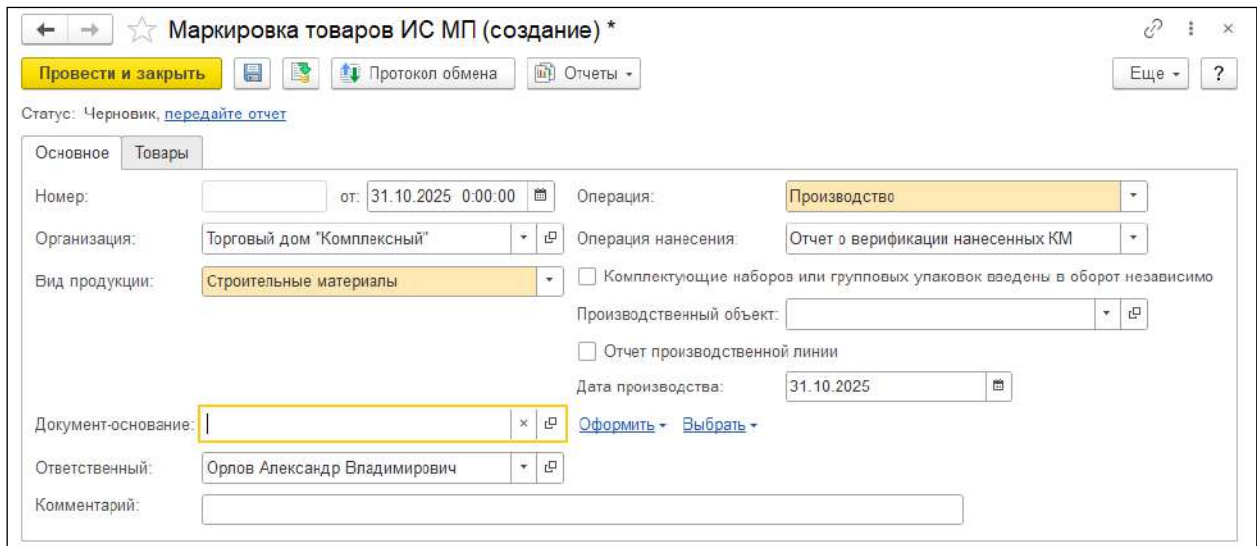 Маркировка товаров ИС МП (создание) *
Провести и закрыть Протокол обмена Отчеты Еще ?
Статус: Черновик, передайте отчет
Основное Товары
Номер: от: 31.10.2025 0:00:00 Операция: Производство
Организация: Торговый дом "Комплексный" Операция нанесения: Отчет о верификации нанесенных КМ
Вид продукции: Строительные материалы Комплектующие наборов или групповых упаковок введены в оборот независимо
Производственный объект:
Отчет производственной линии
Дата производства: 31.10.2025
Документ-основание: Оформить Выбрать
Ответственный: Орлов Александр Владимирович
Комментарий: